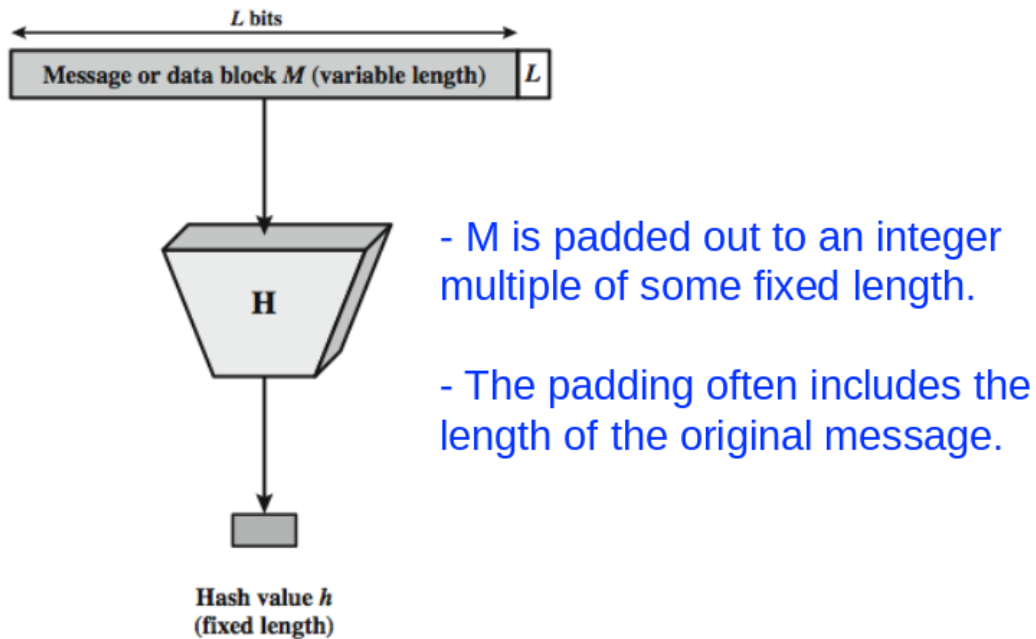 L bits
Message or data block M (variable length) L
- M is padded out to an integer
multiple of some fixed length.
H
- The padding often includes the
length of the original message.
Hash value h
(fixed length)